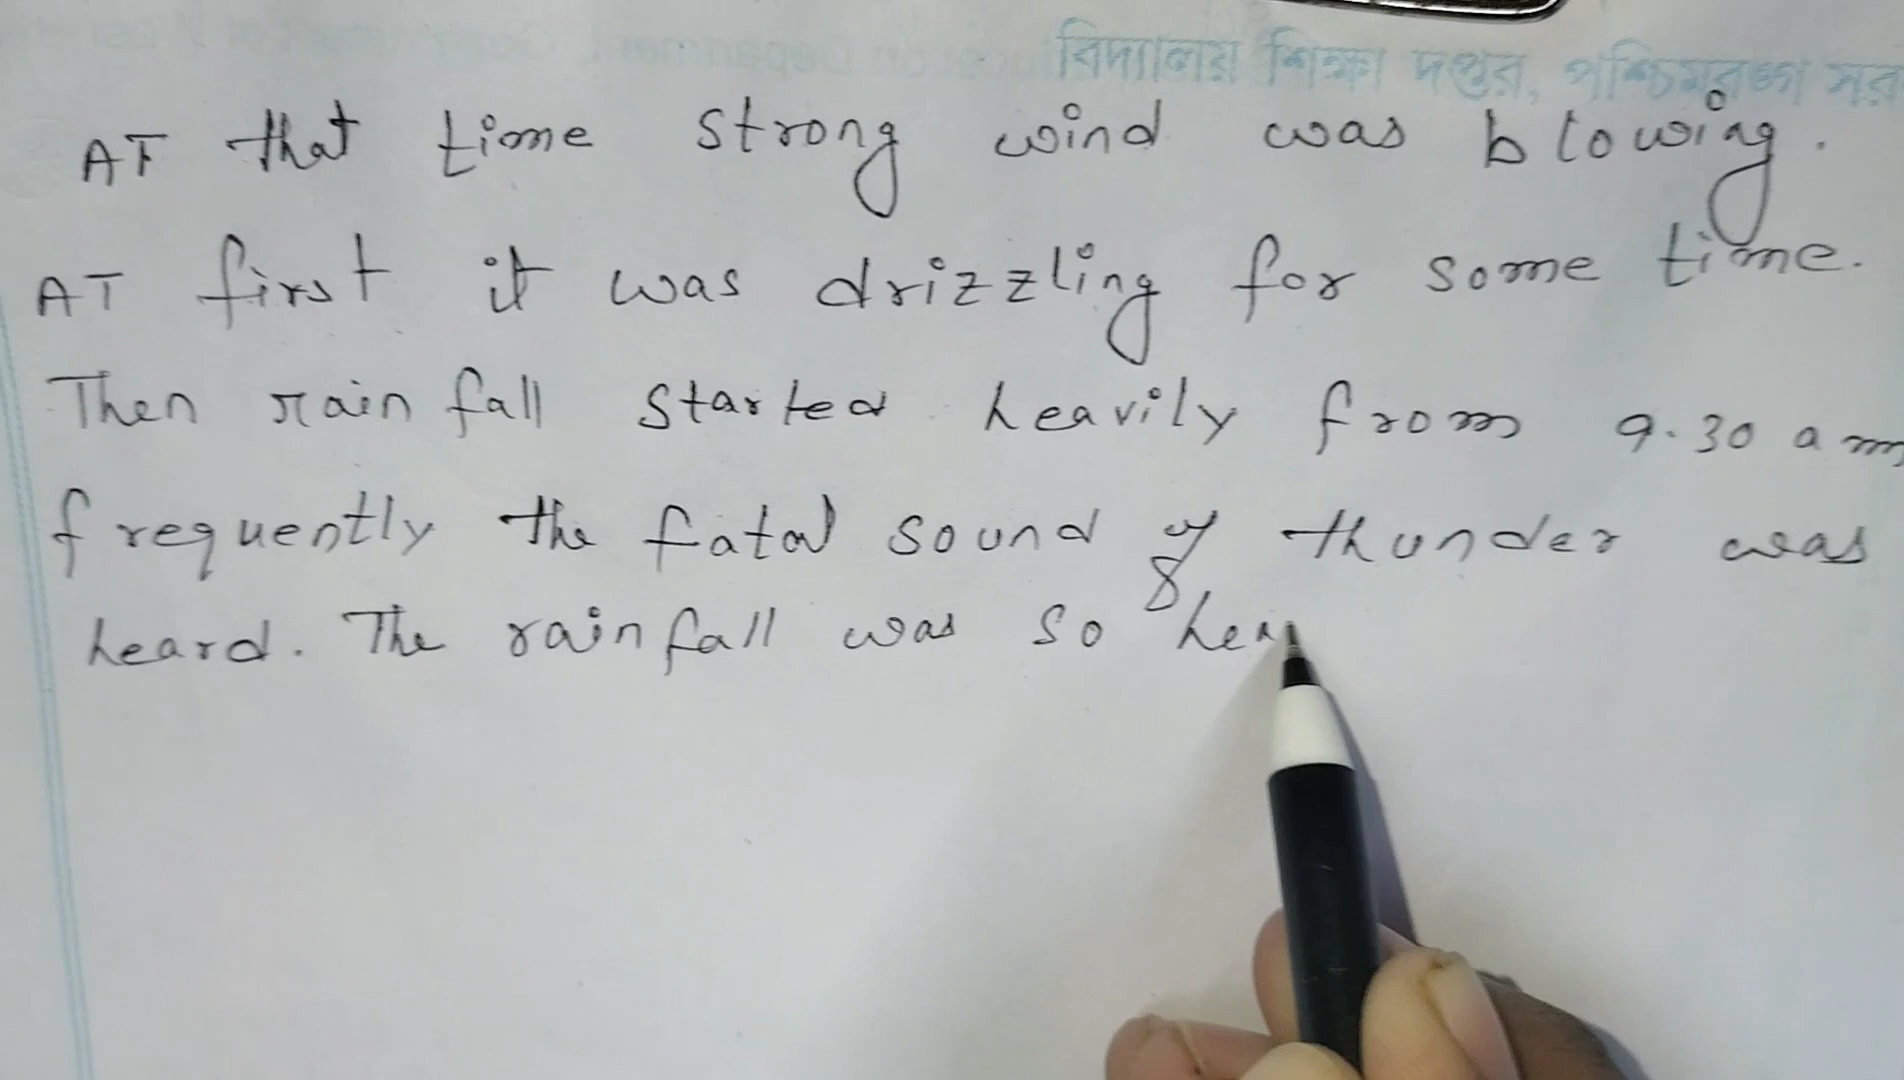 বিদ্যালয় শিক্ষা দপ্তর, পশ্চিমবঙ্গ সর
AT that time strong wind was blowing.
AT first it was drizzling for some time.
Then rainfall started heavily from 9.30 am
frequently the fatal sound of thunder was
heard. The rainfall was so hea